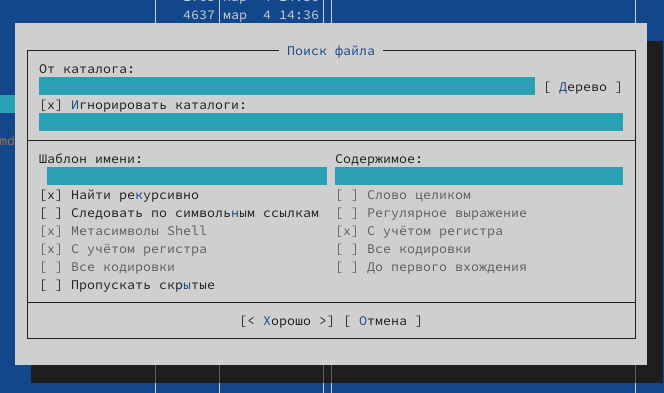 4637 мар  4 14:36
Поиск файла
От каталога:
[ Дерево ]
[x] Игнорировать каталоги:
md
Шаблон имени: Содержимое:
[x] Найти рекурсивно [ ] Слово целиком
[ ] Следовать по символьным ссылкам [ ] Регулярное выражение
[x] Метасимволы Shell [x] С учётом регистра
[x] С учётом регистра [ ] Все кодировки
[ ] Все кодировки [ ] До первого вхождения
[ ] Пропускать скрытые
[< Хорошо >] [ Отмена ]